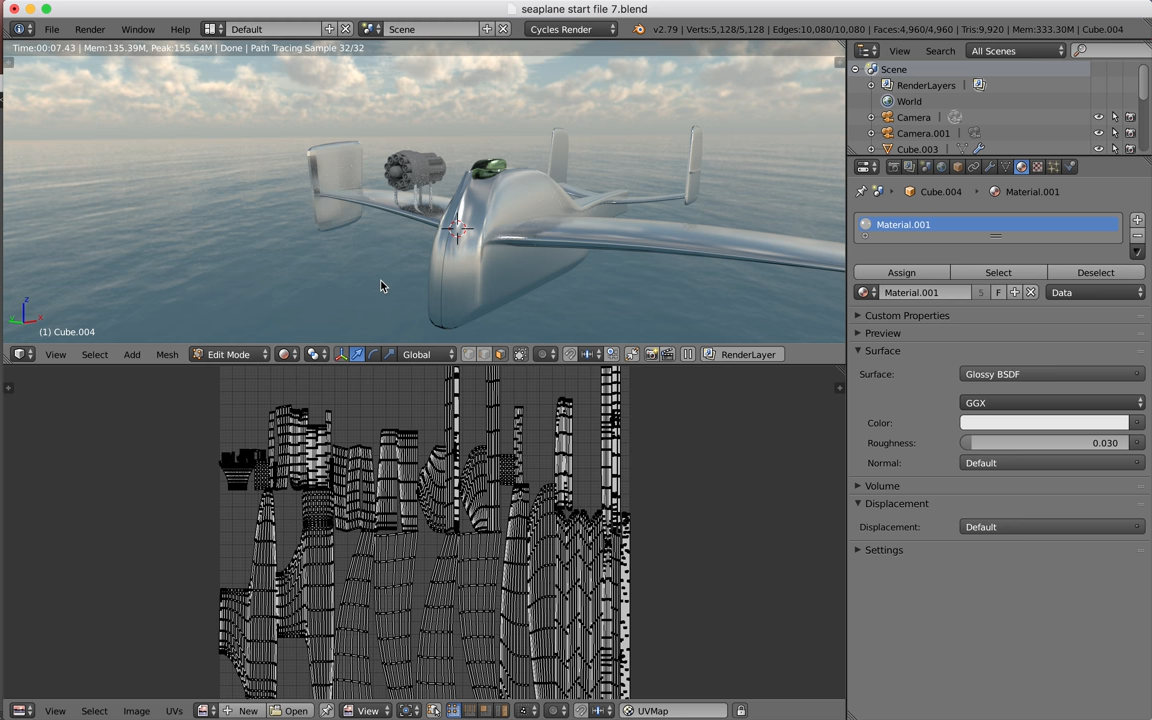 seaplane start file 7.blend
File Render Window Help Default Scene Cycles Render v2.79 | Verts:5,128/5,128 | Edges:10,080/10,080 | Faces:4,960/4,960 | Tris:9,920 | Mem:333.30M | Cube.004
Time:00:07.43 | Mem:135.39M, Peak:155.64M | Done | Path Tracing Sample 32/32
View Search All Scenes
Scene
RenderLayers
World
Camera
Camera.001
Cube.003
Cube.004 Material.001
Material.001
Assign Select Deselect
Material.001 5 F Data
Custom Properties
Preview
Surface
Surface: Glossy BSDF
GGX
Color:
Roughness: 0.030
Normal: Default
Volume
Displacement
Displacement: Default
Settings
z
y x
(1) Cube.004
View Select Add Mesh Edit Mode Global RenderLayer
View Select Image UVs New Open View UVMap